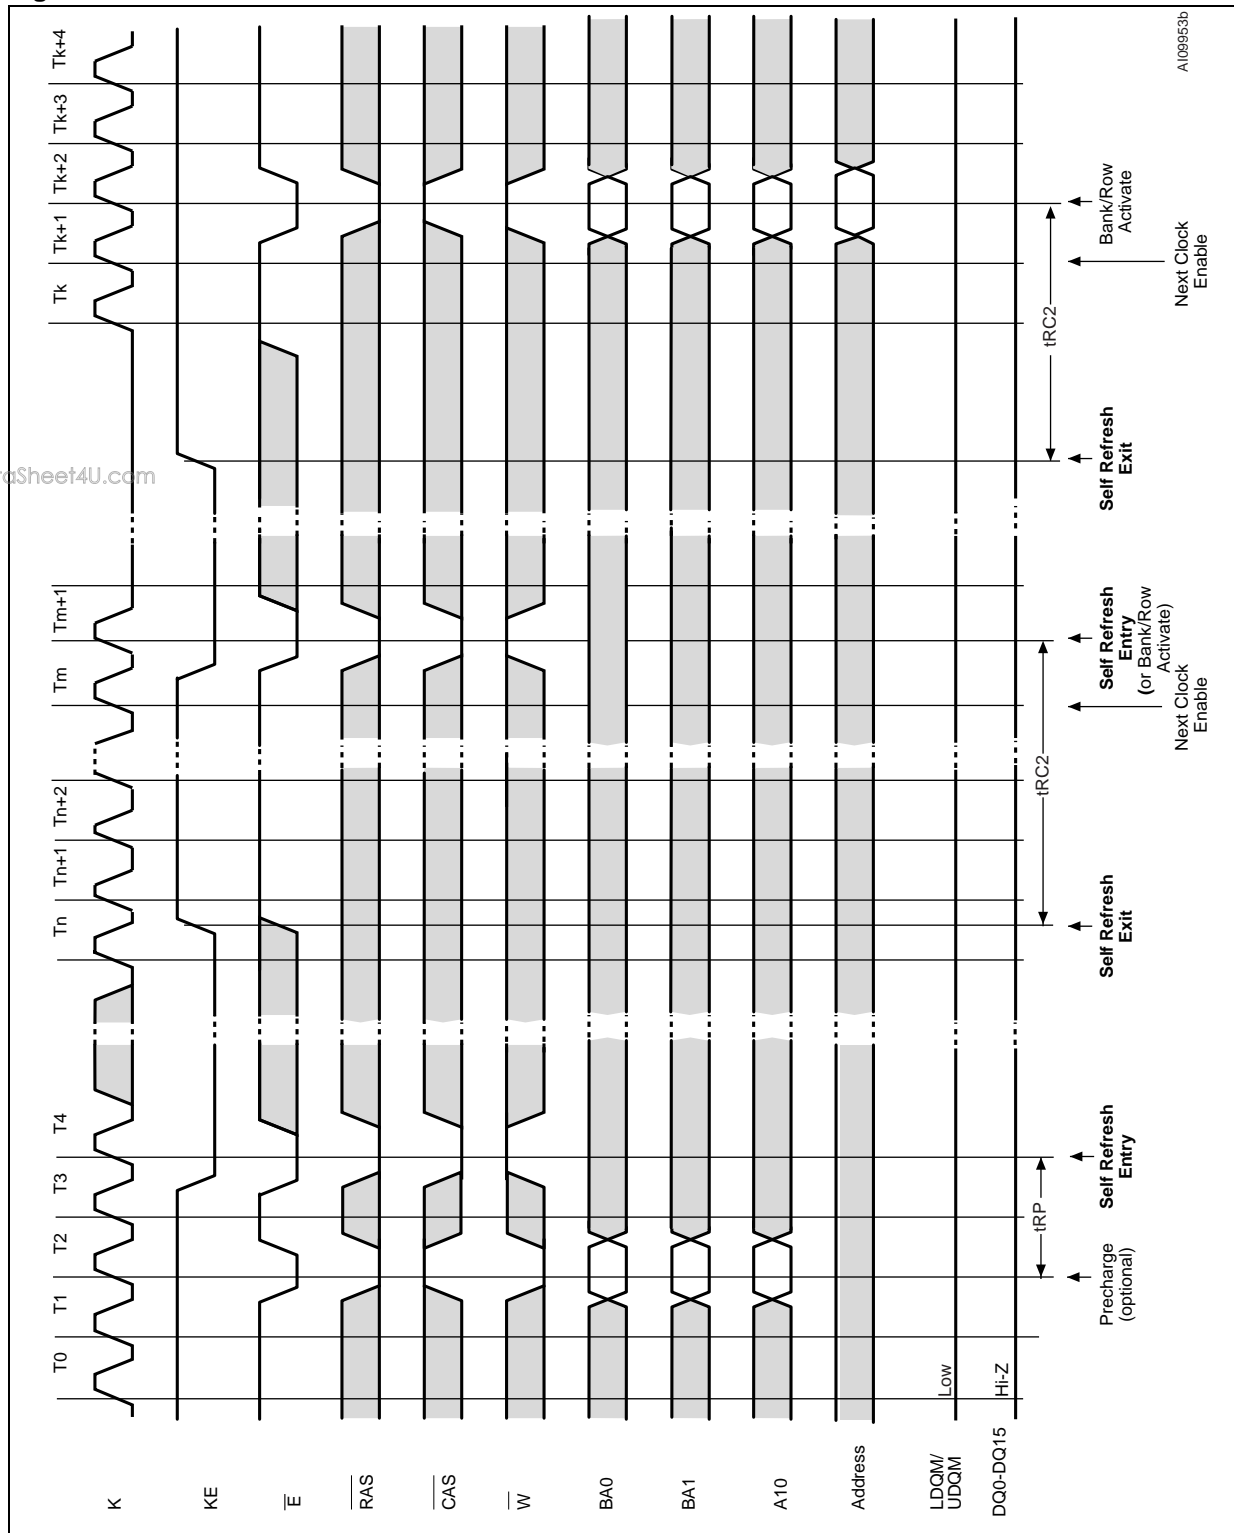 T0 T1 T2 T3 T4 Tn Tn+1 Tn+2 Tm Tm+1 Tk Tk+1 Tk+2 Tk+3 Tk+4
K
KE
E
RAS
CAS
W
BA0
BA1
A10
Address
LDQM/
UDQM
Low
DQ0-DQ15
Hi-Z
tRP
tRC2
tRC2
Precharge
(optional)
Self Refresh
Entry
Self Refresh
Exit
Next Clock
Enable
Self Refresh
Entry
(or Bank/Row
Activate)
Self Refresh
Exit
Next Clock
Enable
Bank/Row
Activate
AI09953b
aSheet4U.com